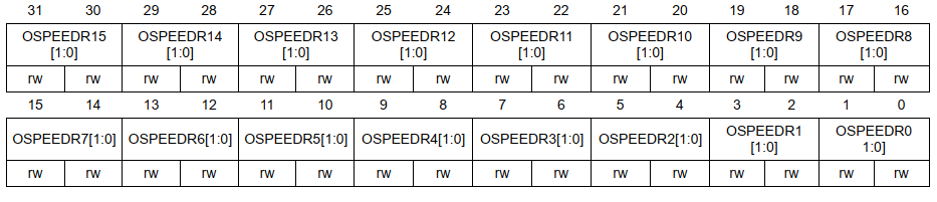 31 30 29 28 27 26 25 24 23 22 21 20 19 18 17 16
OSPEEDR15 OSPEEDR14 OSPEEDR13 OSPEEDR12 OSPEEDR11 OSPEEDR10 OSPEEDR9 OSPEEDR8
[1:0] [1:0] [1:0] [1:0] [1:0] [1:0] [1:0] [1:0]
rw rw rw rw rw rw rw rw rw rw rw rw rw rw rw rw
15 14 13 12 11 10 9 8 7 6 5 4 3 2 1 0
OSPEEDR7[1:0] OSPEEDR6[1:0] OSPEEDR5[1:0] OSPEEDR4[1:0] OSPEEDR3[1:0] OSPEEDR2[1:0] OSPEEDR1 OSPEEDR0
[1:0] 1:0]
rw rw rw rw rw rw rw rw rw rw rw rw rw rw rw rw